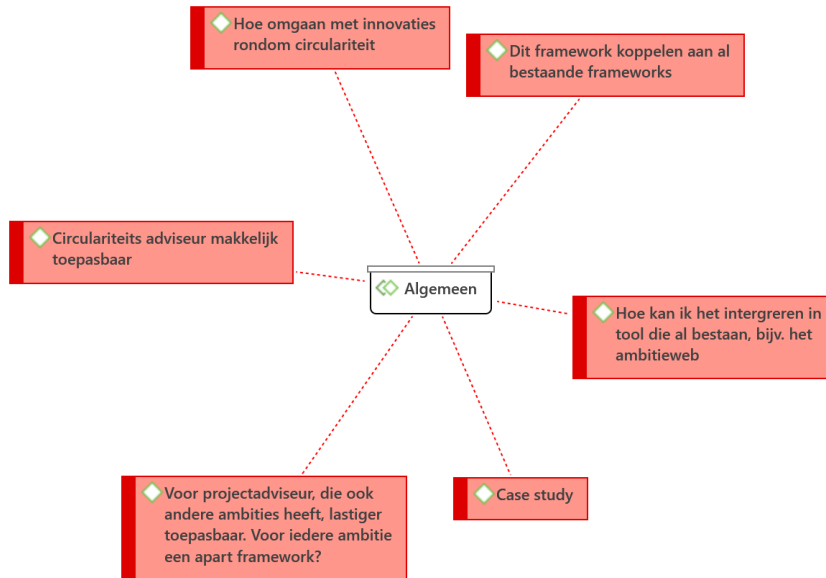 Hoe omgaan met innovaties
rondom circulariteit
Dit framework koppelen aan al
bestaande frameworks
Circulariteits adviseur makkelijk
toepasbaar
Algemeen
Hoe kan ik het intergreren in
tool die al bestaan, bijv. het
ambitieweb
Voor projectadviseur, die ook
andere ambities heeft, lastiger
toepasbaar. Voor iedere ambitie
een apart framework?
Case study